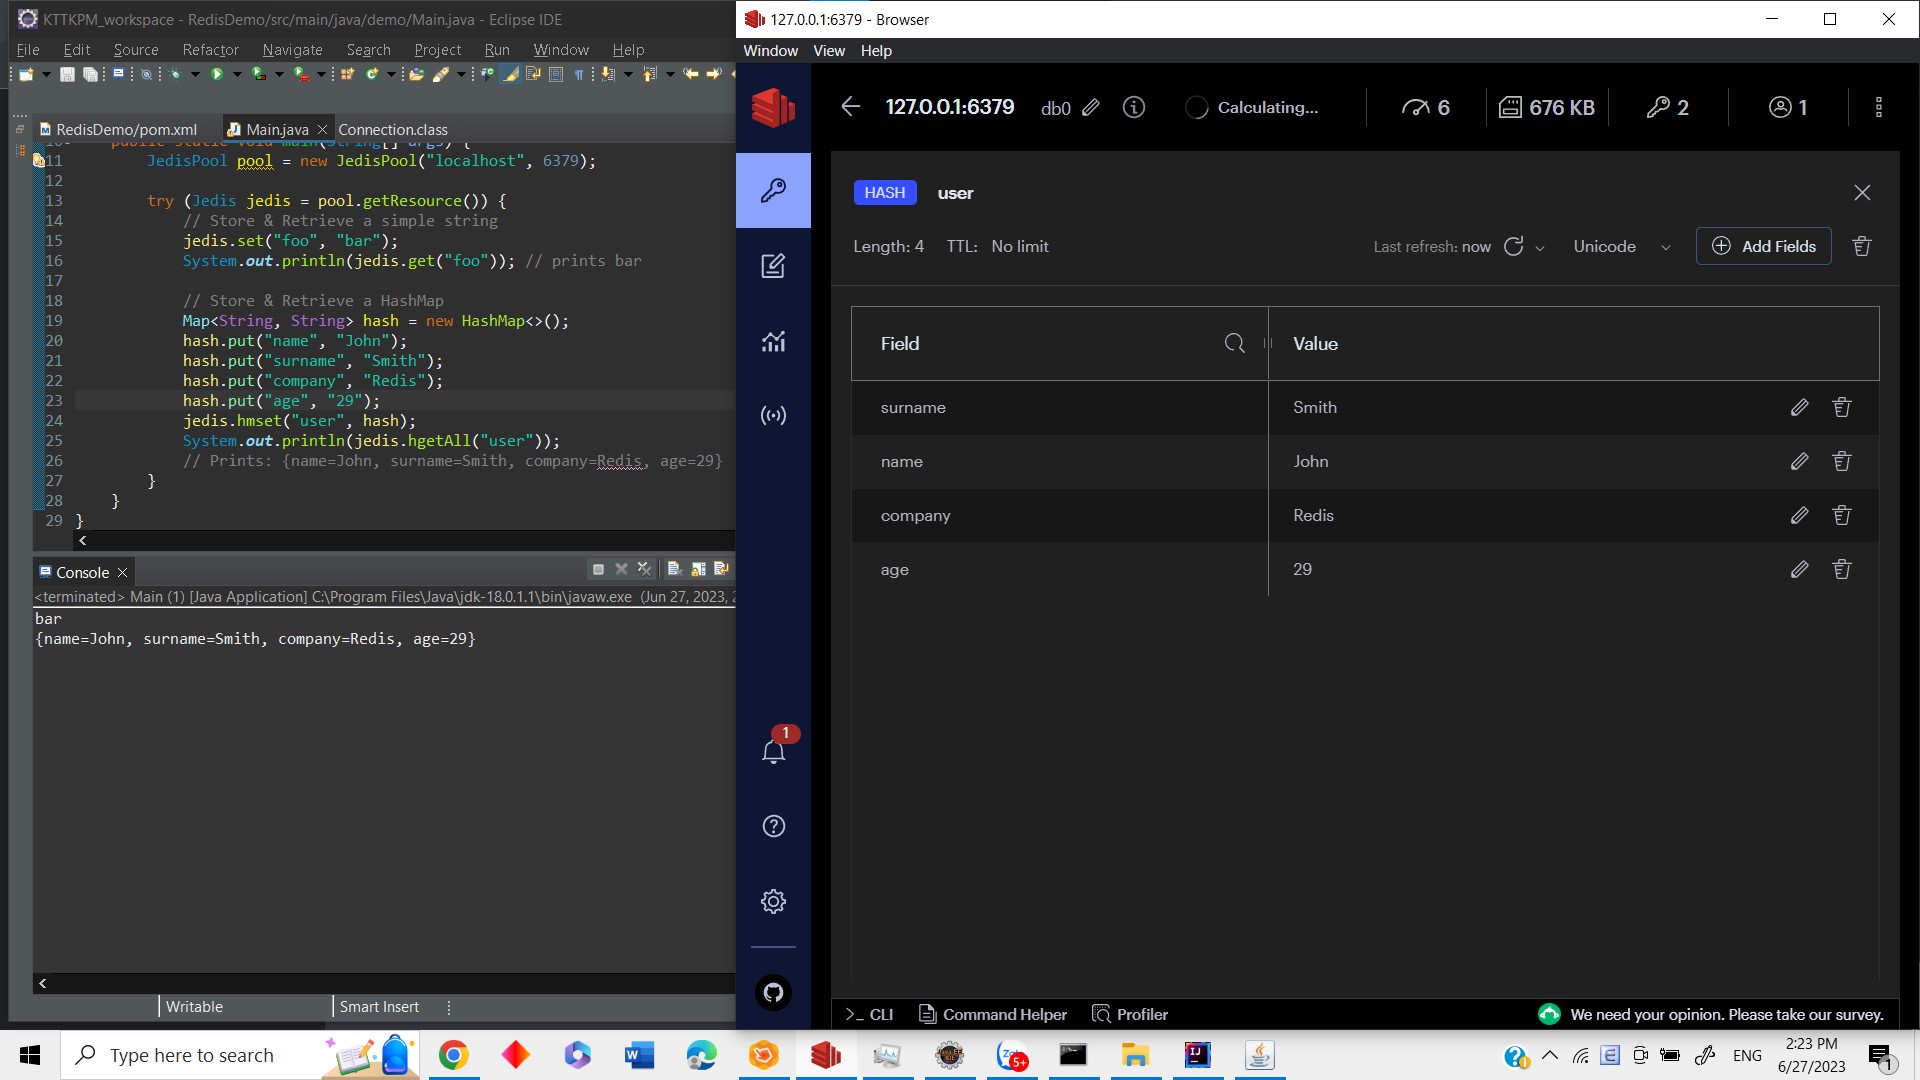 KTTKPM_workspace - RedisDemo/src/main/java/demo/Main.java - Eclipse IDE
File Edit Source Refactor Navigate Search Project Run Window Help
RedisDemo/pom.xml Main.java Connection.class
public static void main(String[] args) {
11 JedisPool pool = new JedisPool("localhost", 6379);
12
13 try (Jedis jedis = pool.getResource()) {
14 // Store & Retrieve a simple string
15 jedis.set("foo", "bar");
16 System.out.println(jedis.get("foo")); // prints bar
17
18 // Store & Retrieve a HashMap
19 Map<String, String> hash = new HashMap<>();
20 hash.put("name", "John");
21 hash.put("surname", "Smith");
22 hash.put("company", "Redis");
23 hash.put("age", "29");
24 jedis.hmset("user", hash);
25 System.out.println(jedis.hgetAll("user"));
26 // Prints: {name=John, surname=Smith, company=Redis, age=29}
27 }
28 }
29 }
Console
<terminated> Main (1) [Java Application] C:\Program Files\Java\jdk-18.0.1.1\bin\javaw.exe (Jun 27, 2023,
bar
{name=John, surname=Smith, company=Redis, age=29}
Writable Smart Insert
127.0.0.1:6379 - Browser
Window View Help
127.0.0.1:6379 db0 Calculating... 6 676 KB 2 1
HASH user
Length: 4 TTL: No limit Last refresh: now Unicode Add Fields
Field Value
surname Smith
name John
company Redis
age 29
1
>_ CLI Command Helper Profiler We need your opinion. Please take our survey.
Type here to search
5+
ENG
2:23 PM
6/27/2023
1